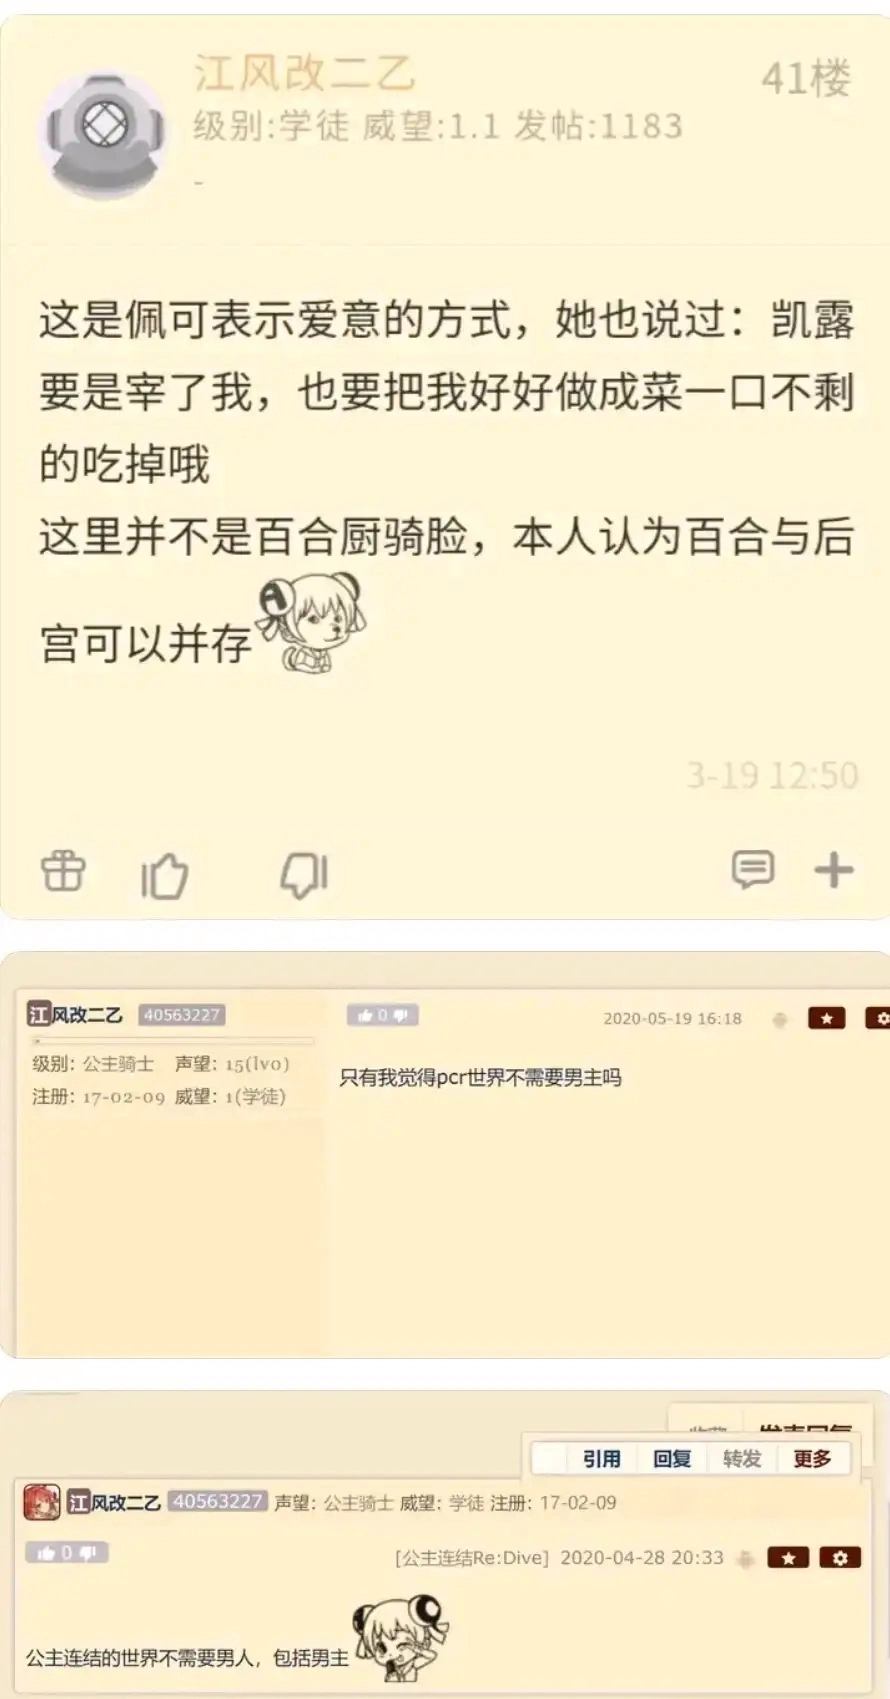 江风改二乙
41楼
级别:学徒 威望:1.1 发帖:1183
-
这是佩可表示爱意的方式，她也说过：凯露
要是宰了我，也要把我好好做成菜一口不剩
的吃掉哦
这里并不是百合厨骑脸，本人认为百合与后
宫可以并存
3-19 12:50
江风改二乙 40563227
0
2020-05-19 16:18
级别：公主骑士 声望：15(lv0)
注册：17-02-09 威望：1(学徒)
只有我觉得pcr世界不需要男主吗
收藏 发表回复
引用 回复 转发 更多
江风改二乙 40563227 声望：公主骑士 威望：学徒 注册：17-02-09
0
[公主连结Re:Dive] 2020-04-28 20:33
公主连结的世界不需要男人，包括男主